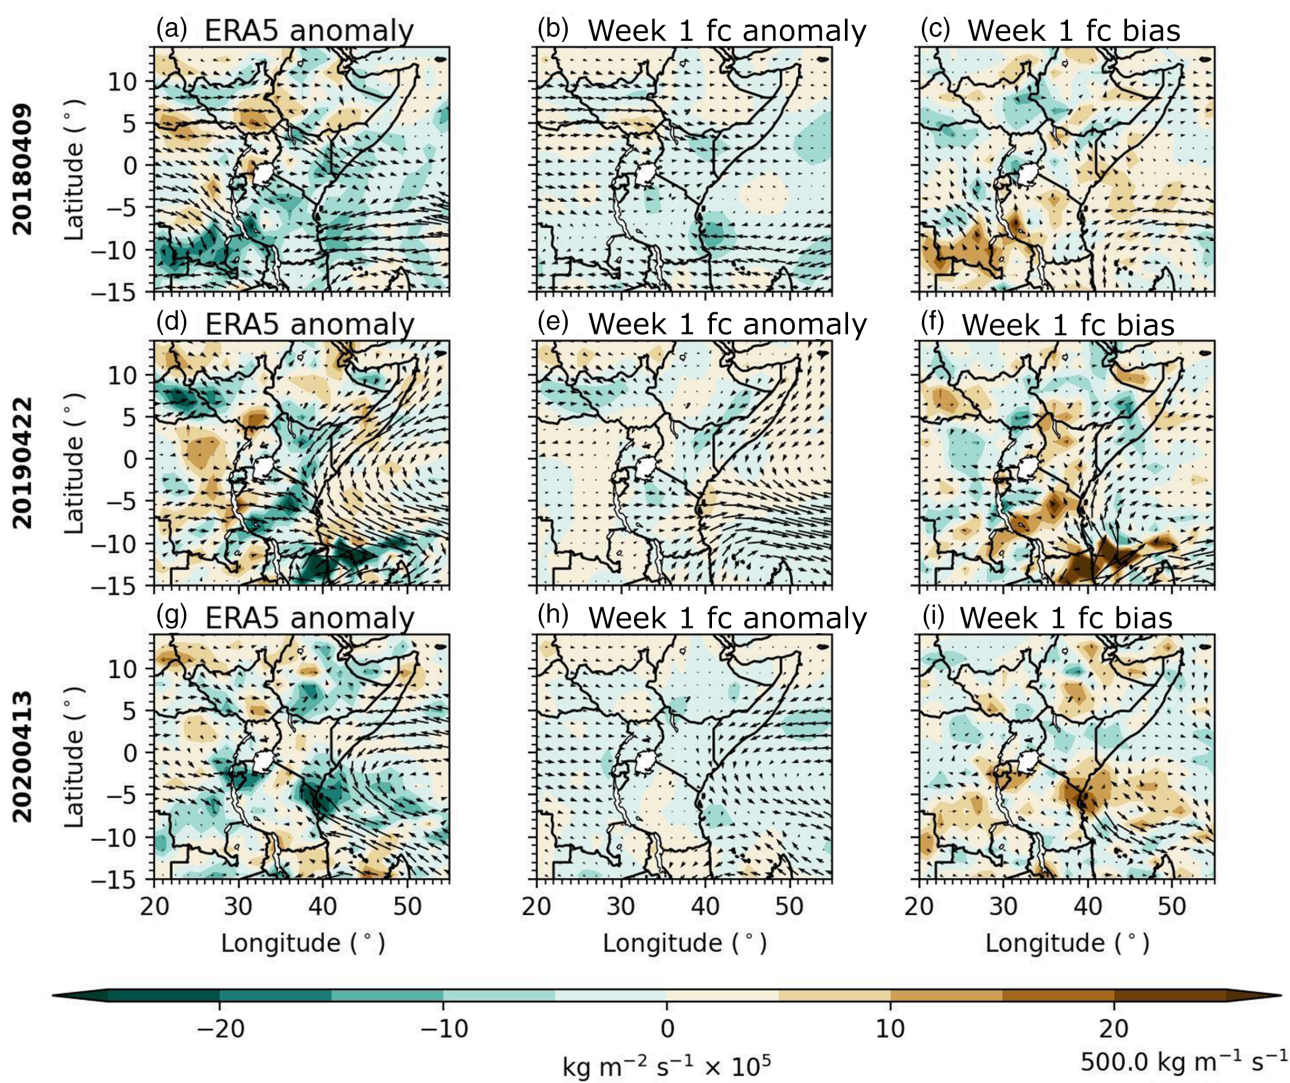 (a) ERA5 anomaly (b) Week 1 fc anomaly (c) Week 1 fc bias
20180409
Latitude (°)
10
5
0
−5
−10
−15
(d) ERA5 anomaly (e) Week 1 fc anomaly (f) Week 1 fc bias
20190422
Latitude (°)
10
5
0
−5
−10
−15
(g) ERA5 anomaly (h) Week 1 fc anomaly (i) Week 1 fc bias
20200413
Latitude (°)
10
5
0
−5
−10
−15
20 30 40 50 20 30 40 50 20 30 40 50
Longitude (°) Longitude (°) Longitude (°)
−20 −10 0 10 20
kg m⁻² s⁻¹ × 10⁵ 500.0 kg m⁻¹ s⁻¹